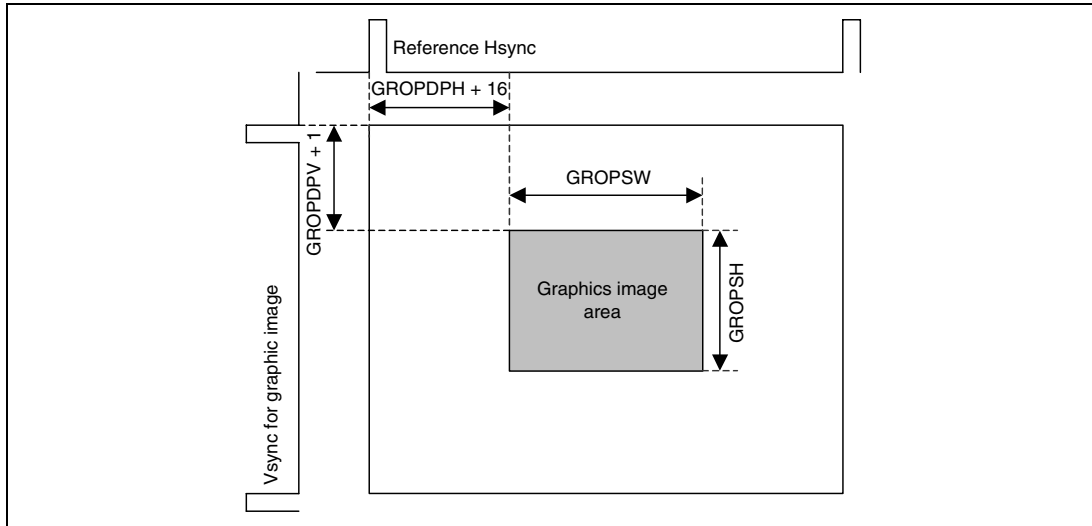 Reference Hsync
GROPDPH + 16
GROPDPV + 1
GROPSW
Graphics image
area
GROPSH
Vsync for graphic image